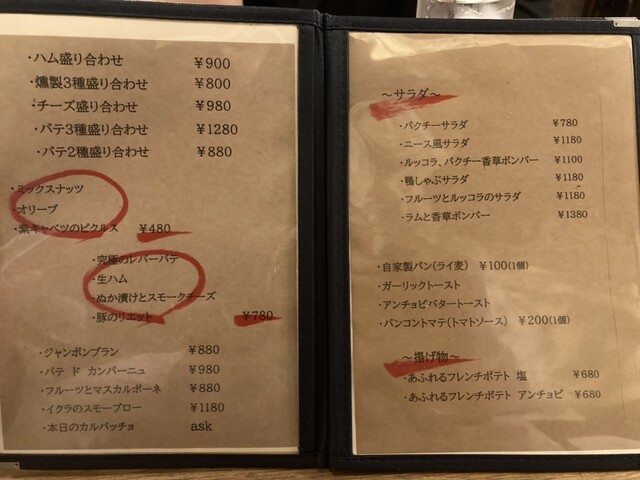 ・ハム盛り合わせ ¥900
・燻製3種盛り合わせ ¥800
・チーズ盛り合わせ ¥980
・パテ3種盛り合わせ ¥1280
・パテ2種盛り合わせ ¥880
・ミックスナッツ
・オリーブ
・紫キャベツのピクルス ¥480
・究極のレバーパテ
・生ハム
・ぬか漬けとスモークチーズ
・豚のリエット ¥780
・ジャンボンブラン ¥880
・パテ ド カンパーニュ ¥980
・フルーツとマスカルポーネ ¥880
・イクラのスモーブロー ¥1180
・本日のカルパッチョ ask
～サラダ～
・パクチーサラダ ¥780
・ニース風サラダ ¥1180
・ルッコラ、パクチー香草ボンバー ¥1100
・鴨しゃぶサラダ ¥1180
・フルーツとルッコラのサラダ ¥1180
・ラムと香草ボンバー ¥1380
・自家製パン(ライ麦) ¥100(1個)
・ガーリックトースト
・アンチョビバタートースト
・パンコントマテ(トマトソース) ¥200(1個)
～揚げ物～
・あふれるフレンチポテト 塩 ¥680
・あふれるフレンチポテト アンチョビ ¥680